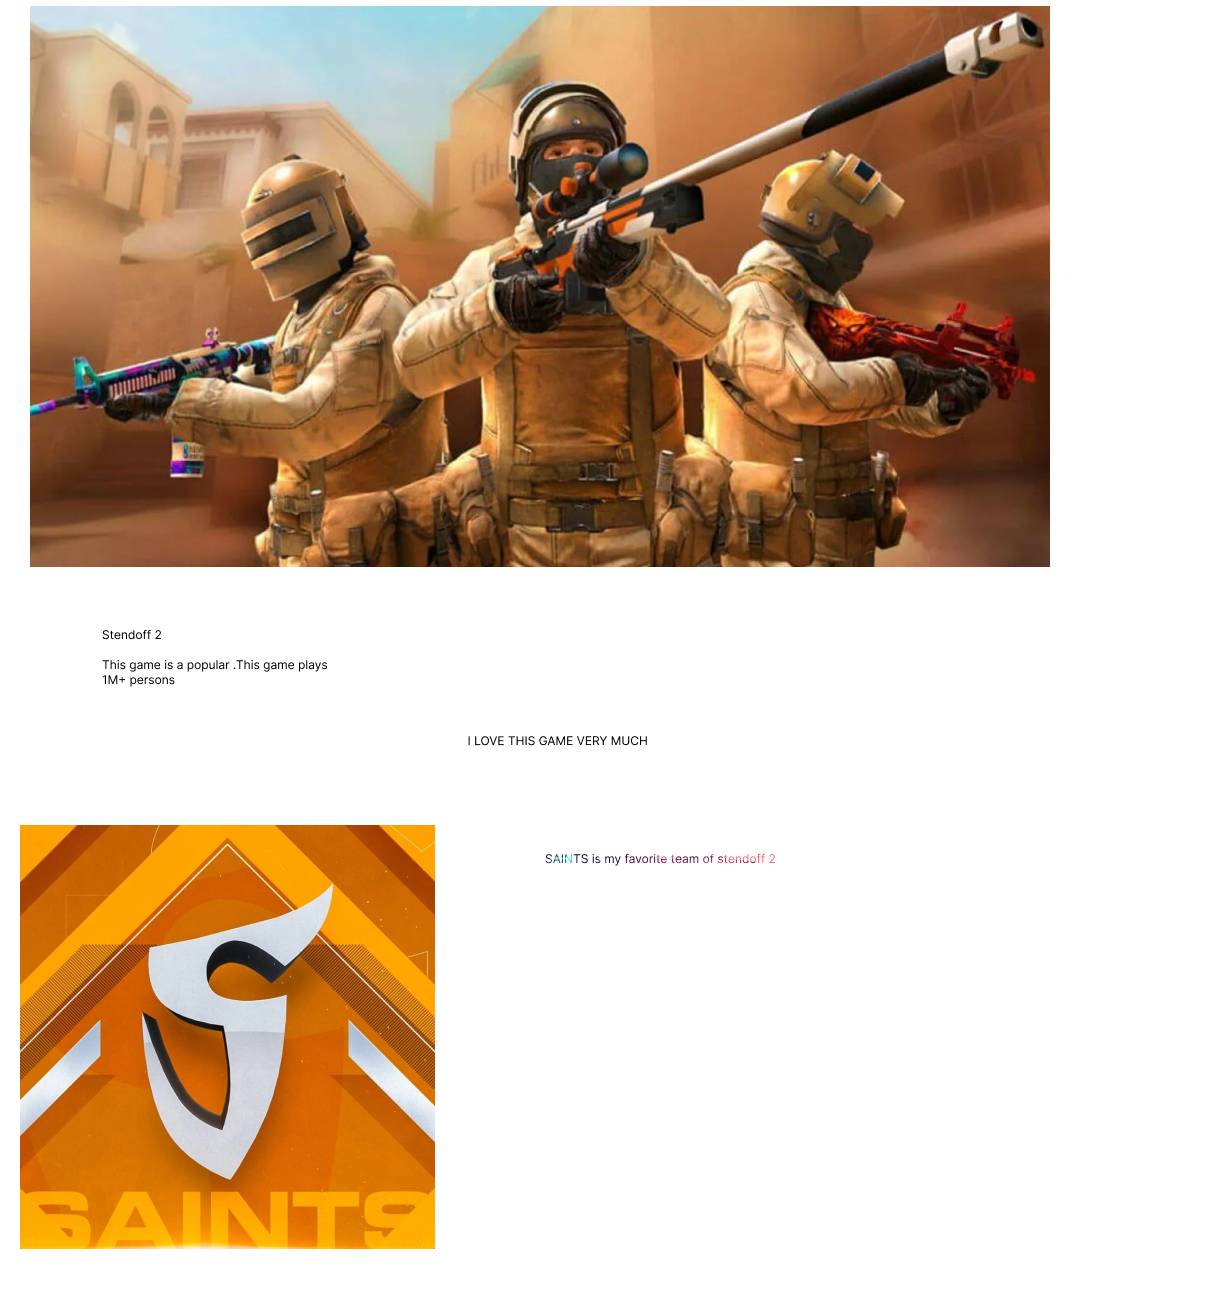 Stendoff 2
This game is a popular .This game plays
1M+ persons
I LOVE THIS GAME VERY MUCH
SAINTS is my favorite team of stendoff 2
SAINTS